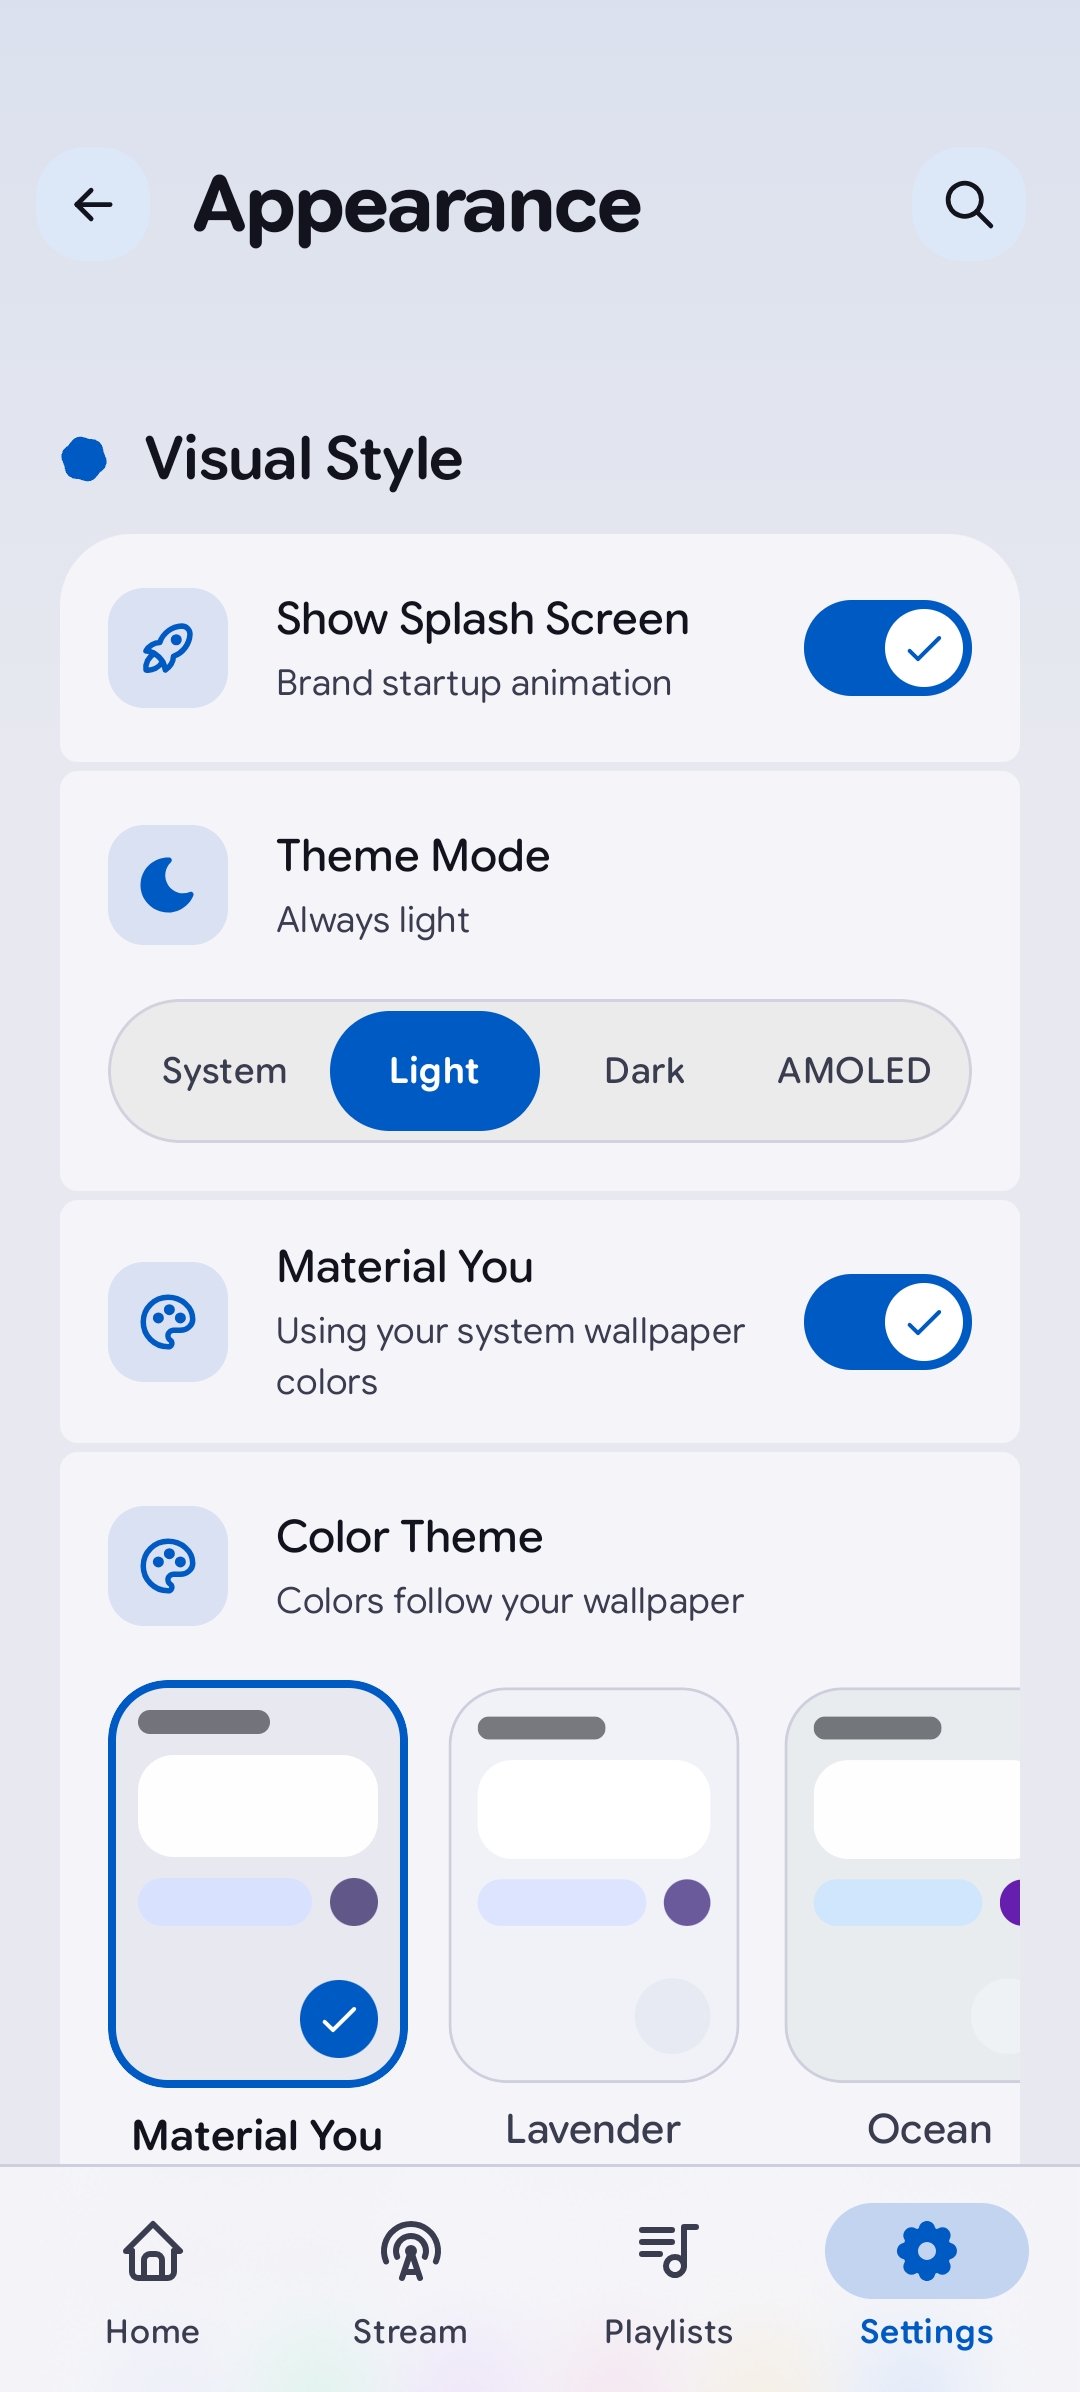 Appearance
Visual Style
Show Splash Screen
Brand startup animation
Theme Mode
Always light
System
Light
Dark
AMOLED
Material You
Using your system wallpaper
colors
Color Theme
Colors follow your wallpaper
Material You
Lavender
Ocean
Home
Stream
Playlists
Settings